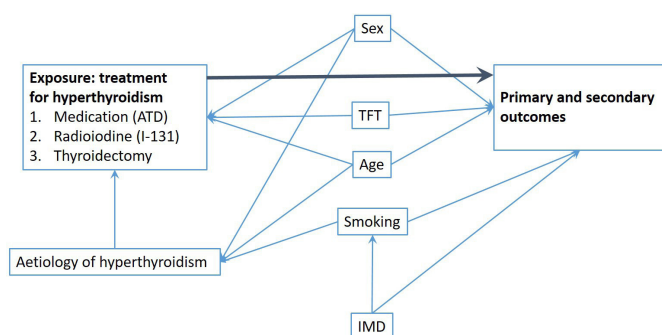 Sex
Exposure: treatment
for hyperthyroidism
1. Medication (ATD)
2. Radioiodine (I-131)
3. Thyroidectomy
Primary and secondary
outcomes
TFT
Age
Smoking
Aetiology of hyperthyroidism
IMD